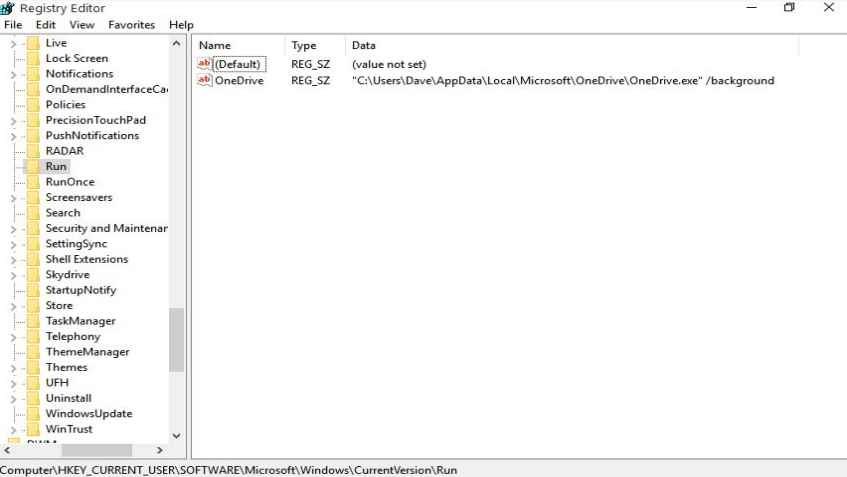 Registry Editor
File Edit View Favorites Help
Live
Lock Screen
Notifications
OnDemandInterfaceCa
Policies
PrecisionTouchPad
PushNotifications
RADAR
Run
RunOnce
Screensavers
Search
Security and Maintenan
SettingSync
Shell Extensions
Skydrive
StartupNotify
Store
TaskManager
Telephony
ThemeManager
Themes
UFH
Uninstall
WindowsUpdate
WinTrust
Name Type Data
ab (Default) REG_SZ (value not set)
ab OneDrive REG_SZ "C:\Users\Dave\AppData\Local\Microsoft\OneDrive\OneDrive.exe" /background
Computer\HKEY_CURRENT_USER\SOFTWARE\Microsoft\Windows\CurrentVersion\Run